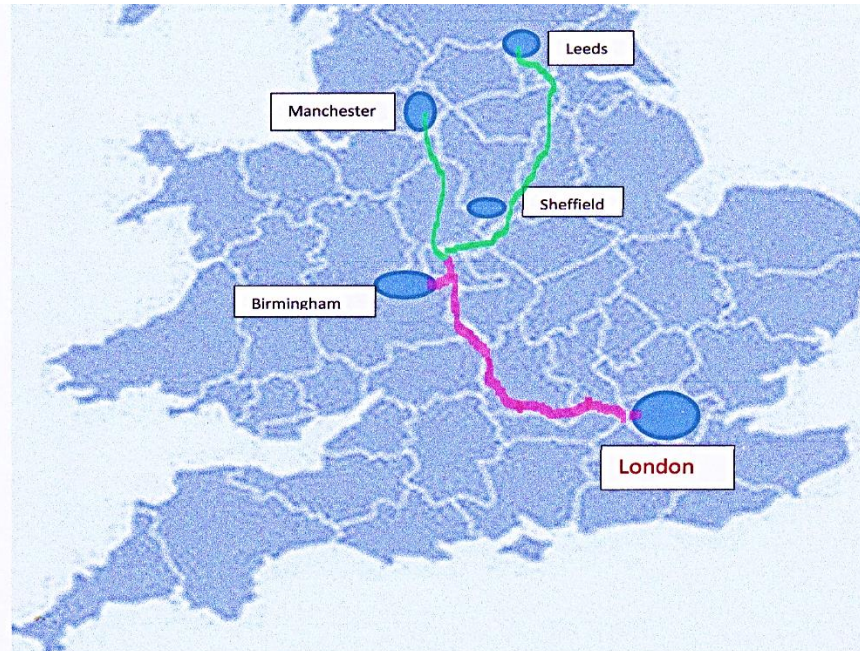 Leeds
Manchester
Sheffield
Birmingham
London